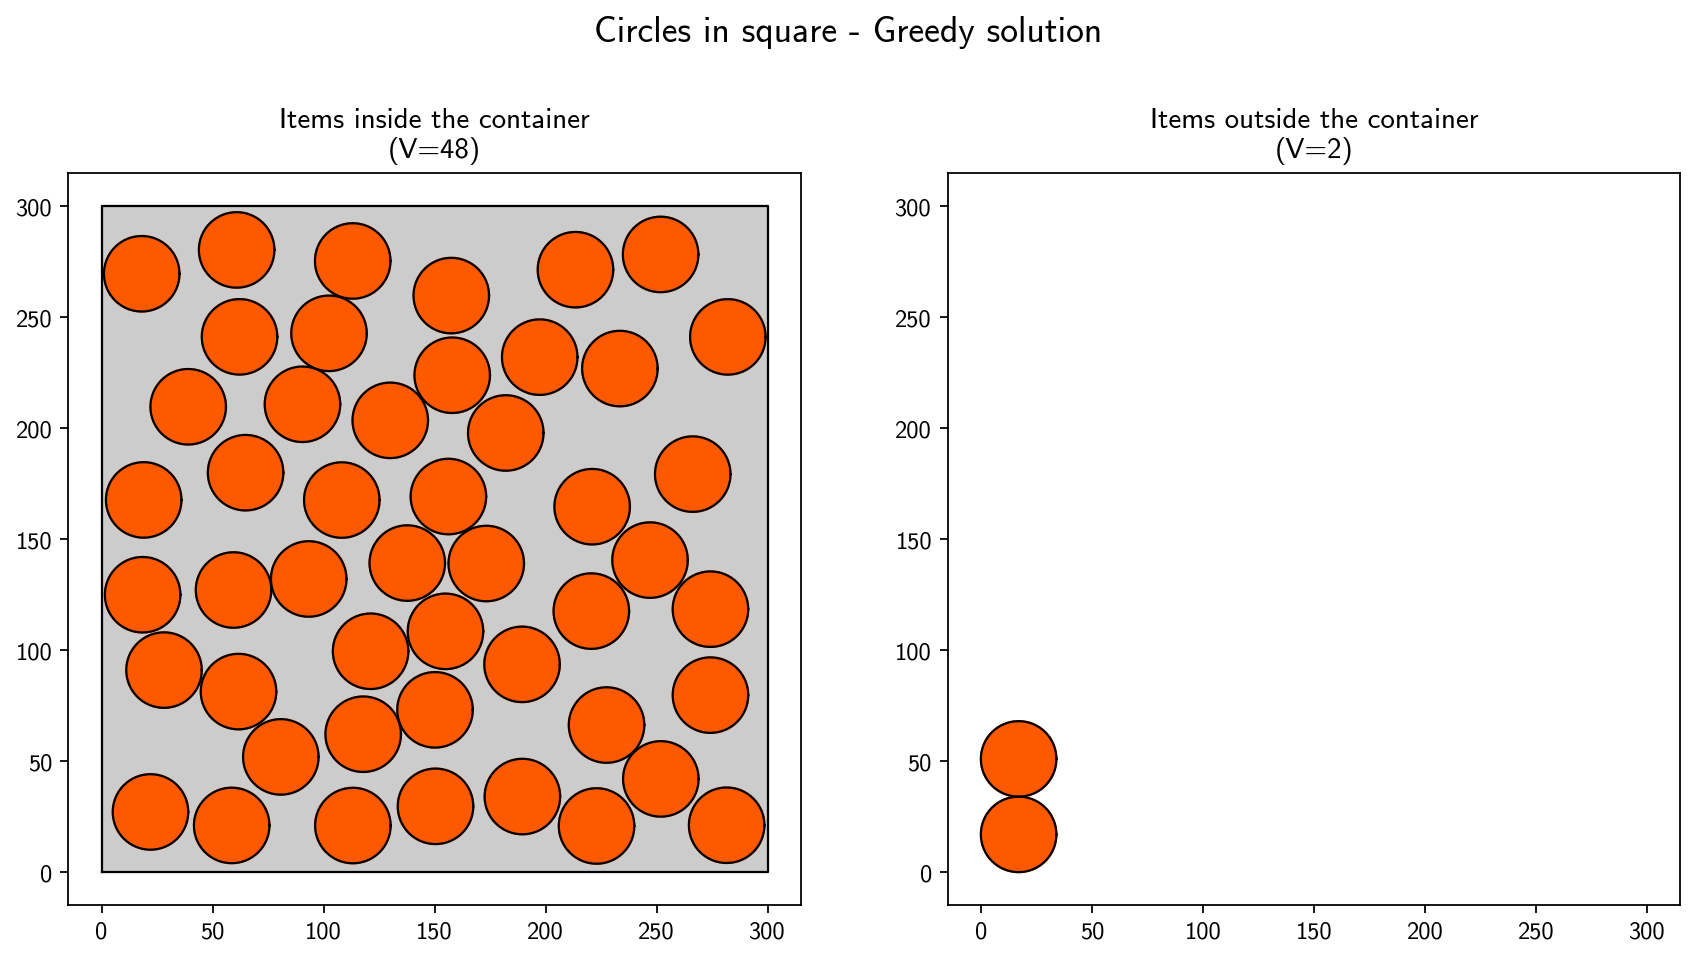 Circles in square - Greedy solution
Items inside the container
(V=48)
300
250
200
150
100
50
0
0 50 100 150 200 250 300
Items outside the container
(V=2)
300
250
200
150
100
50
0
0 50 100 150 200 250 300